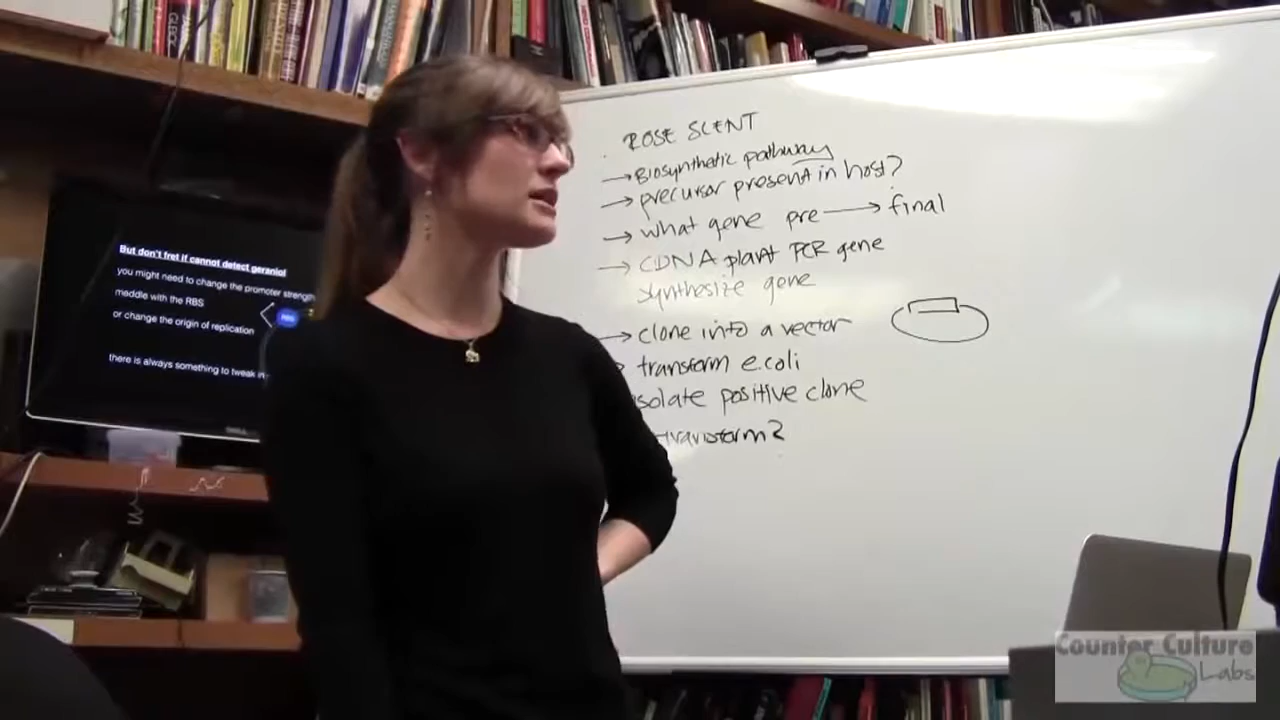 ROSE SCENT
→ Biosynthetic pathway
→ precursor present in host?
→ what gene pre → final
→ CDNA plant PCR gene
synthesize gene
→ clone into a vector
transform e.coli
isolate positive clone
transform?
But don't fret if cannot detect geraniol
you might need to change the promoter strength
meddle with the RBS
RBS
or change the origin of replication
there is always something to tweak in
DELL
Counter Culture
Labs